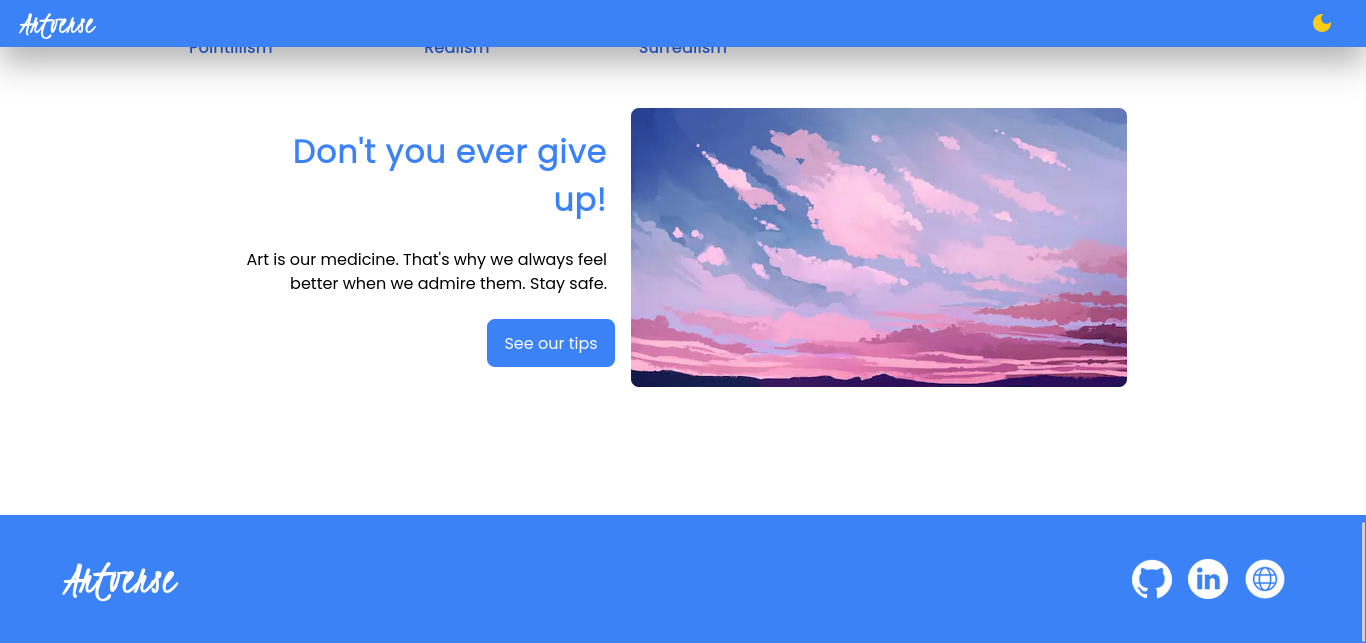 Artverse
Pointillism Realism Surrealism
Don't you ever give
up!
Art is our medicine. That's why we always feel
better when we admire them. Stay safe.
See our tips
Artverse
in